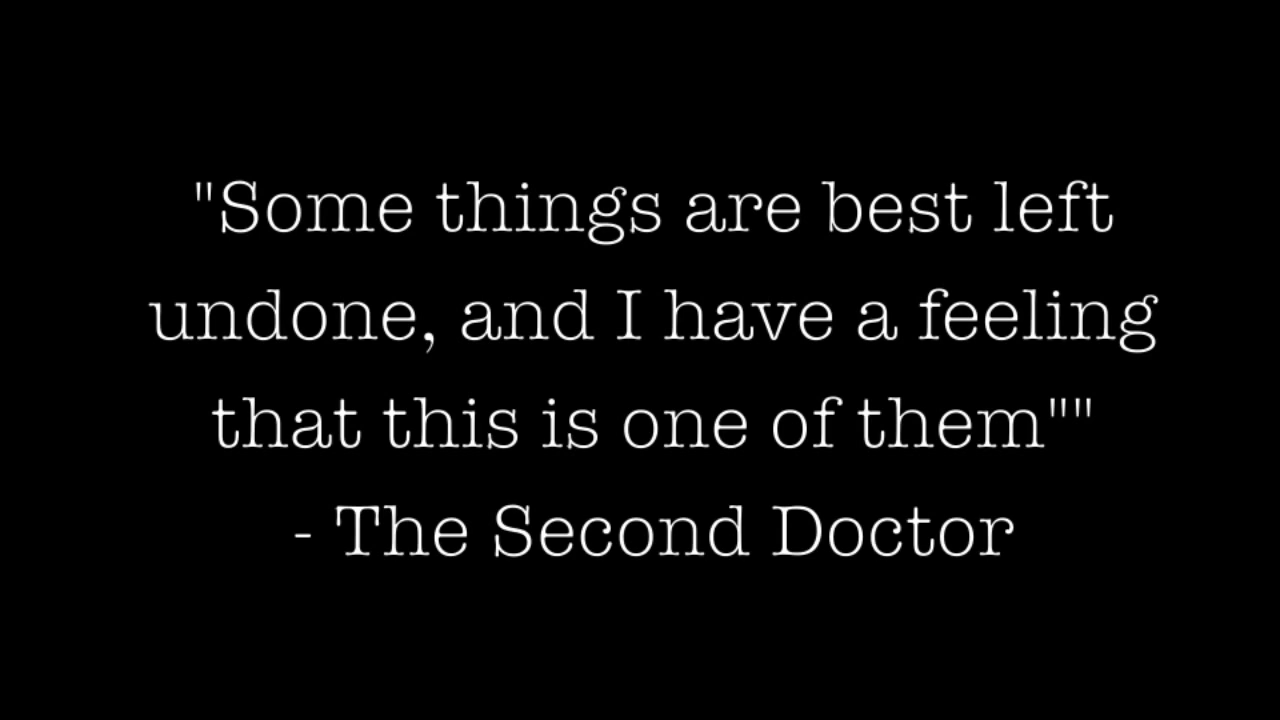 "Some things are best left
undone, and I have a feeling
that this is one of them""
- The Second Doctor